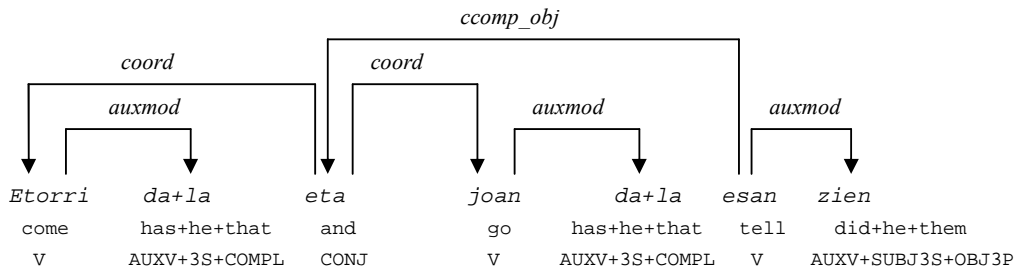 ccomp_obj
coord coord
auxmod auxmod auxmod
Etorri da+la eta joan da+la esan zien
come has+he+that and go has+he+that tell did+he+them
V AUXV+3S+COMPL CONJ V AUXV+3S+COMPL V AUXV+SUBJ3S+OBJ3P